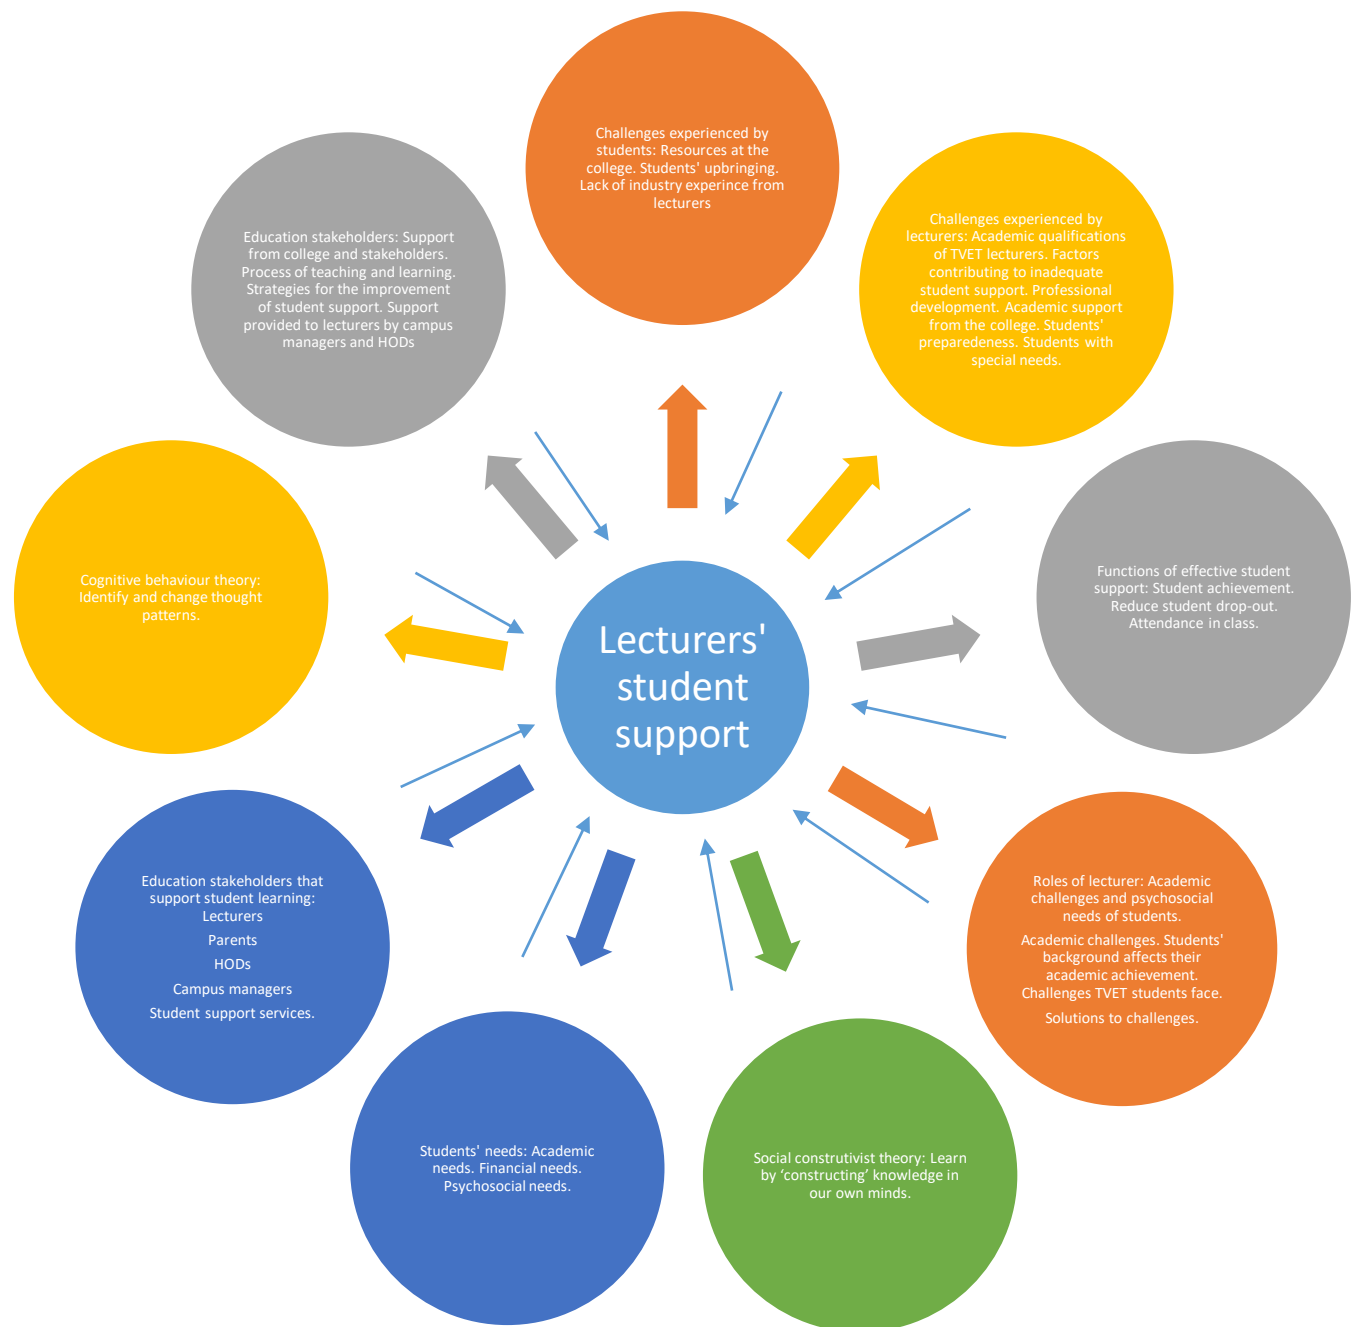 Challenges experienced by
students: Resources at the
college. Students' upbringing.
Lack of industry experince from
lecturers
Challenges experienced by
lecturers: Academic qualifications
of TVET lecturers. Factors
contributing to inadequate
student support. Professional
development. Academic support
from the college. Students'
preparedeness. Students with
special needs.
Functions of effective student
support: Student achievement.
Reduce student drop-out.
Attendance in class.
Roles of lecturer: Academic
challenges and psychosocial
needs of students.
Academic challenges. Students'
background affects their
academic achievement.
Challenges TVET students face.
Solutions to challenges.
Social construtivist theory: Learn
by ‘constructing’ knowledge in
our own minds.
Students' needs: Academic
needs. Financial needs.
Psychosocial needs.
Education stakeholders that
support student learning:
Lecturers
Parents
HODs
Campus managers
Student support services.
Cognitive behaviour theory:
Identify and change thought
patterns.
Education stakeholders: Support
from college and stakeholders.
Process of teaching and learning.
Strategies for the improvement
of student support. Support
provided to lecturers by campus
managers and HODs
Lecturers'
student
support